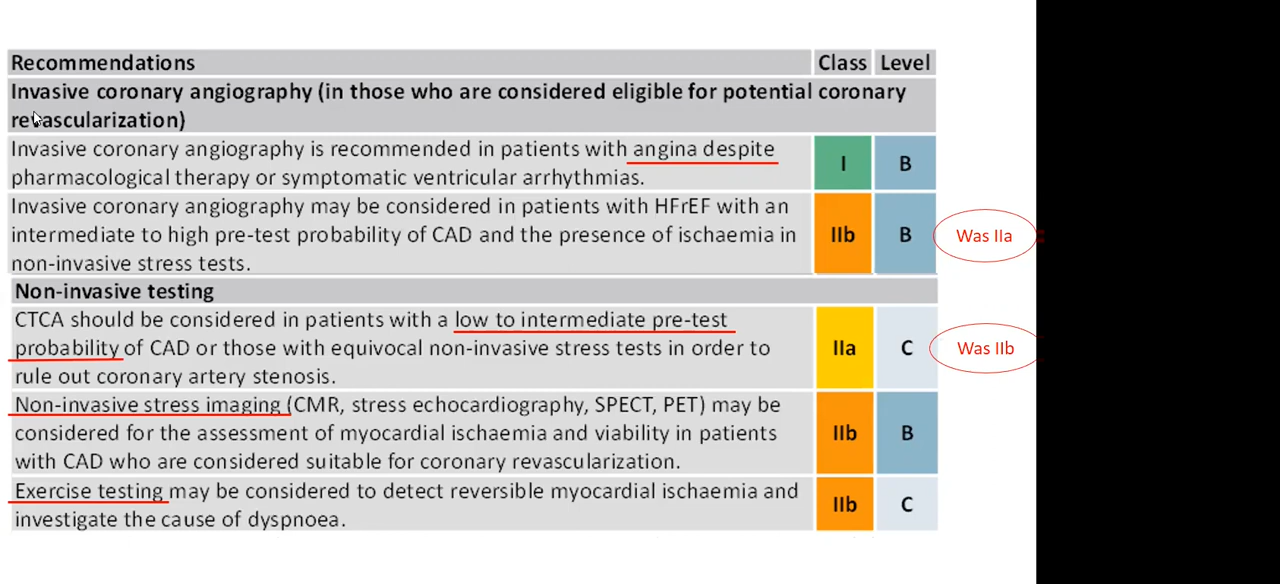 Recommendations Class Level
Invasive coronary angiography (in those who are considered eligible for potential coronary
revascularization)
Invasive coronary angiography is recommended in patients with angina despite
pharmacological therapy or symptomatic ventricular arrhythmias.
I B
Invasive coronary angiography may be considered in patients with HFrEF with an
intermediate to high pre-test probability of CAD and the presence of ischaemia in
non-invasive stress tests.
IIb B Was IIa
Non-invasive testing
CTCA should be considered in patients with a low to intermediate pre-test
probability of CAD or those with equivocal non-invasive stress tests in order to
rule out coronary artery stenosis.
IIa C Was IIb
Non-invasive stress imaging (CMR, stress echocardiography, SPECT, PET) may be
considered for the assessment of myocardial ischaemia and viability in patients
with CAD who are considered suitable for coronary revascularization.
IIb B
Exercise testing may be considered to detect reversible myocardial ischaemia and
investigate the cause of dyspnoea.
IIb C